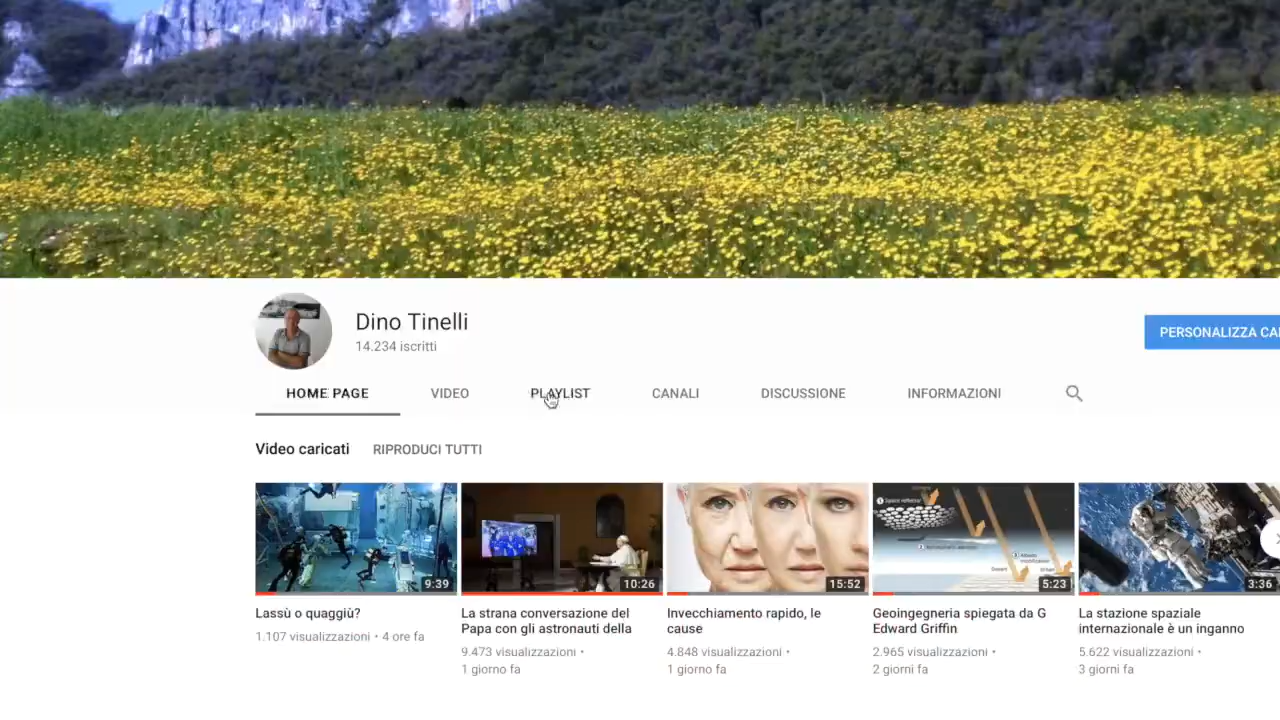 Dino Tinelli
14.234 iscritti
PERSONALIZZA
HOME PAGE
VIDEO
PLAYLIST
CANALI
DISCUSSIONE
INFORMAZIONI
Video caricati
RIPRODUCI TUTTI
9:39
Lassù o quaggiù?
1.107 visualizzazioni • 4 ore fa
10:26
La strana conversazione del
Papa con gli astronauti della
9.473 visualizzazioni •
1 giorno fa
15:52
Invecchiamento rapido, le
cause
4.848 visualizzazioni •
1 giorno fa
5:23
Geoingegneria spiegata da G
Edward Griffin
2.965 visualizzazioni •
2 giorni fa
3:36
La stazione spaziale
internazionale è un inganno
5.622 visualizzazioni •
3 giorni fa